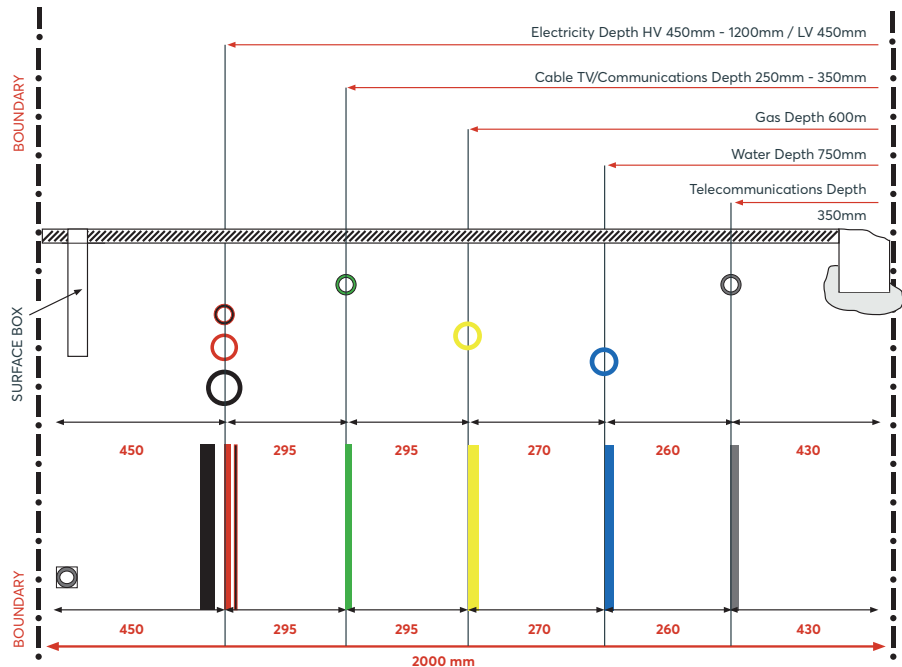 Electricity Depth HV 450mm - 1200mm / LV 450mm
Cable TV/Communications Depth 250mm - 350mm
Gas Depth 600m
Water Depth 750mm
Telecommunications Depth
350mm
BOUNDARY
SURFACE BOX
450 295 295 270 260 430
BOUNDARY
450 295 295 270 260 430
2000 mm